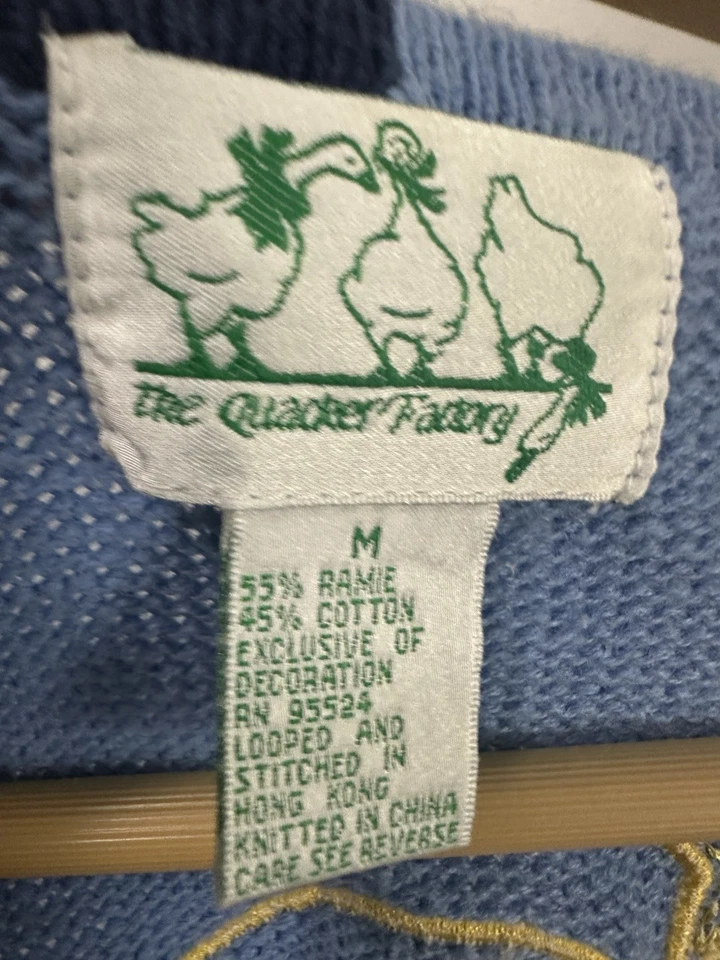 the Quacker Factory
M
55% RAMIE
45% COTTON
EXCLUSIVE OF
DECORATION
RN 95524
LOOPED AND
STITCHED IN
HONG KONG
KNITTED IN CHINA
CARE SEE REVERSE